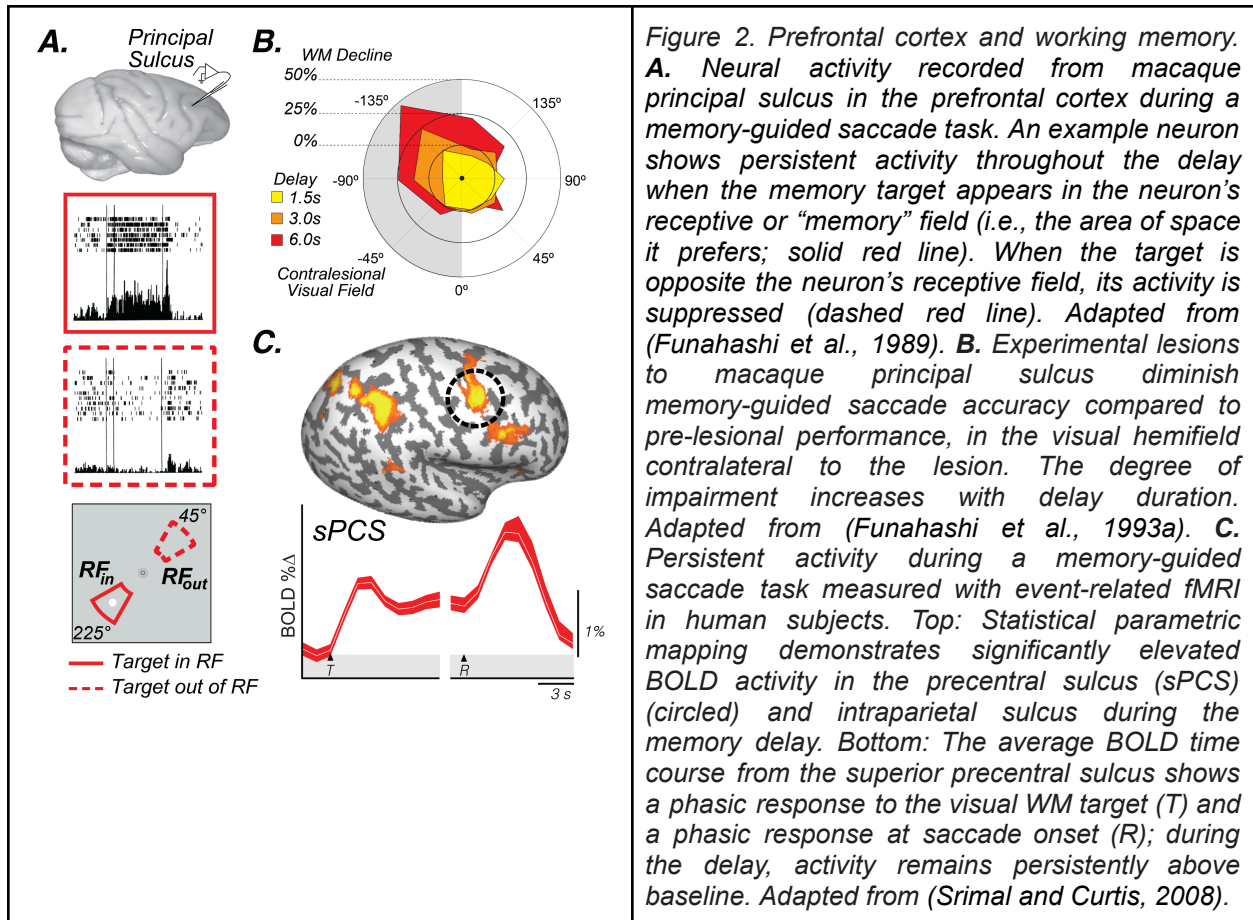 A.
Principal
Sulcus
RF in
RF out
45°
225°
Target in RF
Target out of RF
B.
WM Decline
50%
25%
0%
-135º
135º
-90º
90º
-45º
45º
0º
Delay
1.5s
3.0s
6.0s
Contralesional
Visual Field
C.
sPCS
BOLD %Δ
T
R
1%
3 s
Figure 2. Prefrontal cortex and working memory.
A. Neural activity recorded from macaque
principal sulcus in the prefrontal cortex during a
memory-guided saccade task. An example neuron
shows persistent activity throughout the delay
when the memory target appears in the neuron's
receptive or “memory” field (i.e., the area of space
it prefers; solid red line). When the target is
opposite the neuron's receptive field, its activity is
suppressed (dashed red line). Adapted from
(Funahashi et al., 1989). B. Experimental lesions
to macaque principal sulcus diminish
memory-guided saccade accuracy compared to
pre-lesional performance, in the visual hemifield
contralateral to the lesion. The degree of
impairment increases with delay duration.
Adapted from (Funahashi et al., 1993a). C.
Persistent activity during a memory-guided
saccade task measured with event-related fMRI
in human subjects. Top: Statistical parametric
mapping demonstrates significantly elevated
BOLD activity in the precentral sulcus (sPCS)
(circled) and intraparietal sulcus during the
memory delay. Bottom: The average BOLD time
course from the superior precentral sulcus shows
a phasic response to the visual WM target (T) and
a phasic response at saccade onset (R); during
the delay, activity remains persistently above
baseline. Adapted from (Srimal and Curtis, 2008).